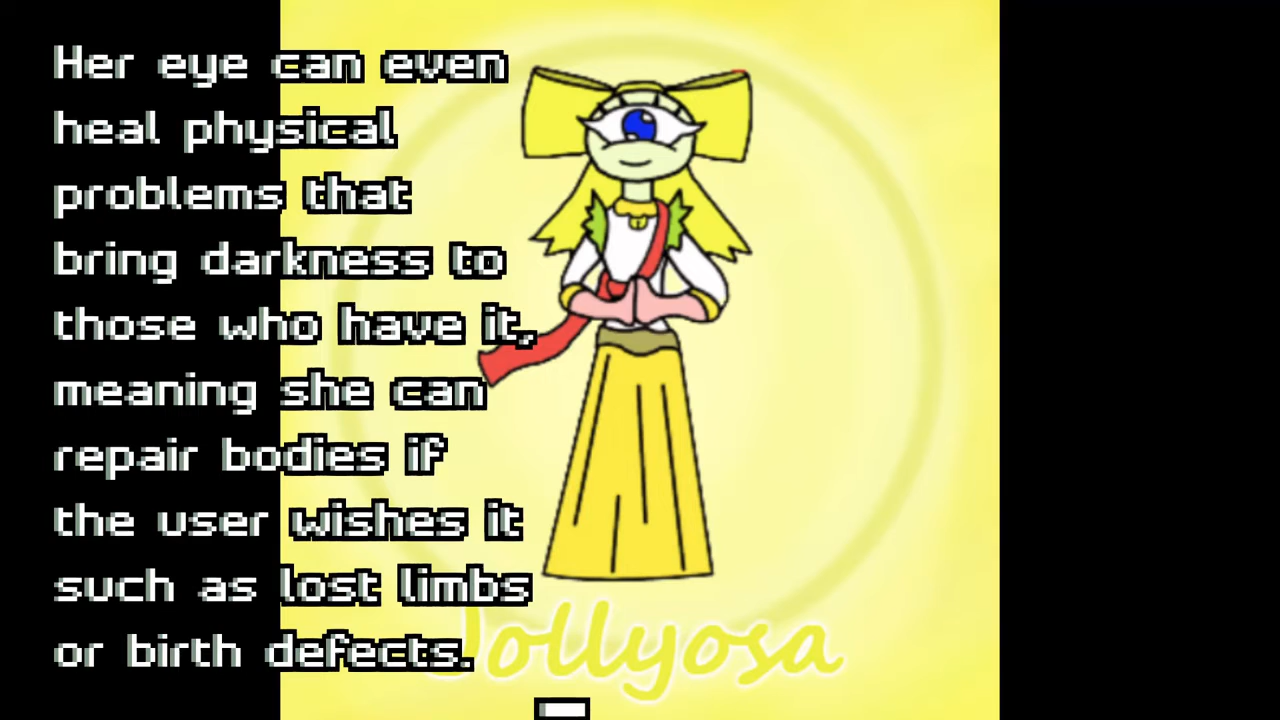 Her eye can even
heal physical
problems that
bring darkness to
those who have it,
meaning she can
repair bodies if
the user wishes it
such as lost limbs
or birth defects.
Jollyosa